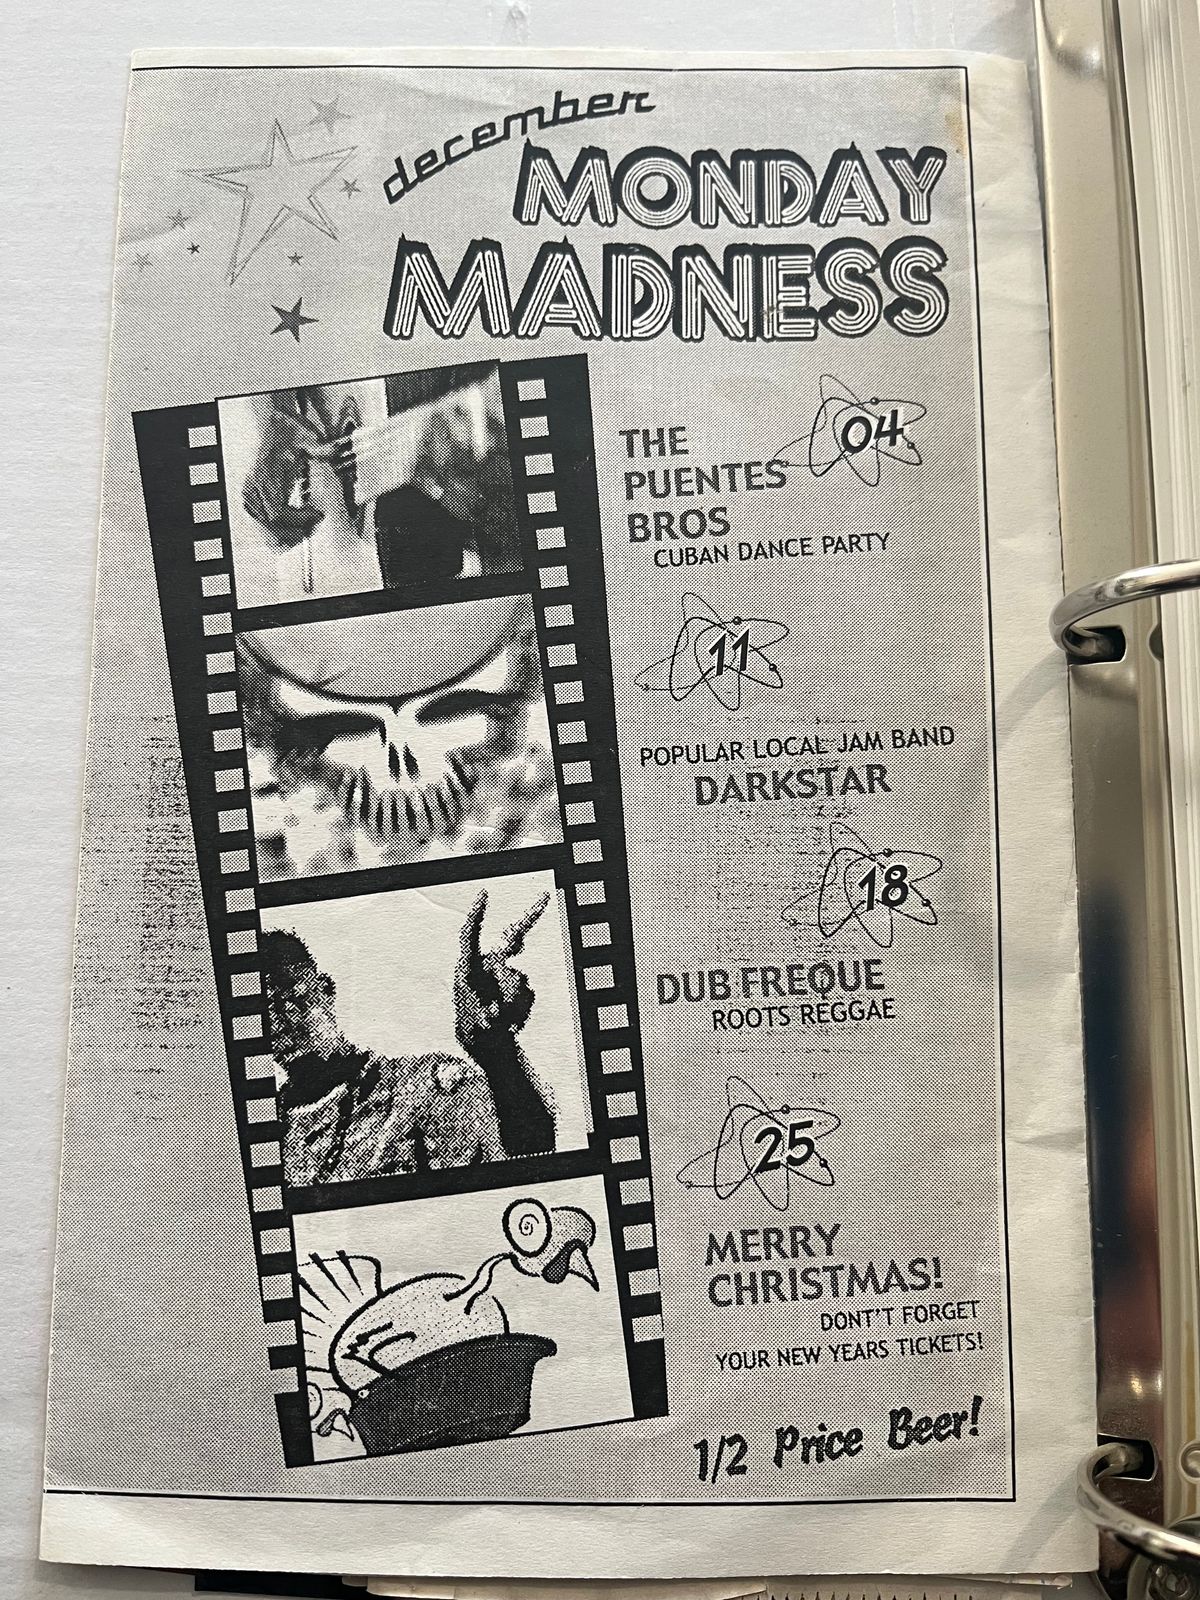 december
MONDAY
MADNESS
04
THE
PUENTES
BROS
CUBAN DANCE PARTY
11
POPULAR LOCAL JAM BAND
DARKSTAR
18
DUB FREQUE
ROOTS REGGAE
25
MERRY
CHRISTMAS!
DONT'T FORGET
YOUR NEW YEARS TICKETS!
1/2 Price Beer!